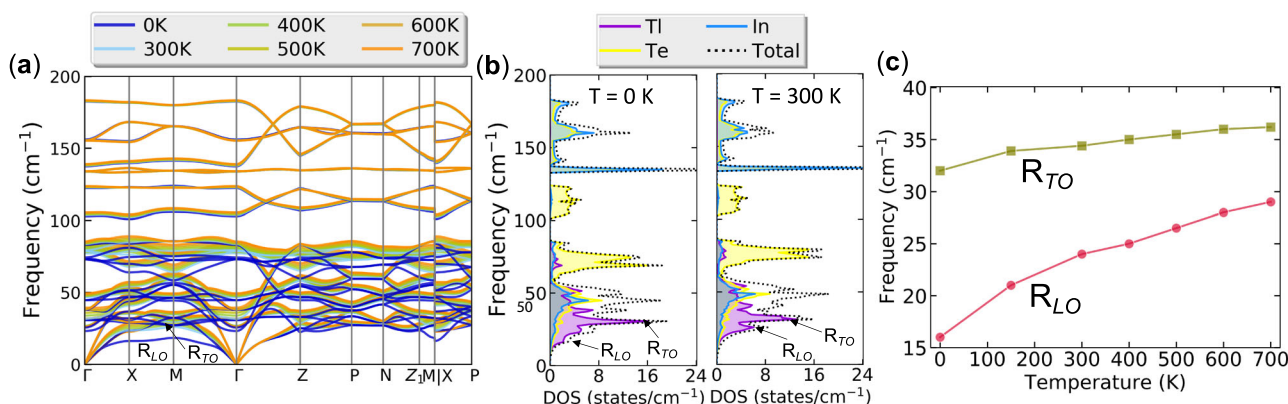 0K 400K 600K
300K 500K 700K
(a)
Frequency (cm⁻¹)
200
150
100
50
0
R_LO R_TO
Γ X M Γ Z P N Z₁ M|X P
Tl In
Te Total
(b)
T = 0 K
T = 300 K
Frequency (cm⁻¹)
200
150
100
50
50
0
R_LO R_TO
R_LO R_TO
0 8 16 24
0 8 16 24
DOS (states/cm⁻¹) DOS (states/cm⁻¹)
(c)
Frequency (cm⁻¹)
40
35
30
25
20
15
R_TO
R_LO
0 100 200 300 400 500 600 700
Temperature (K)